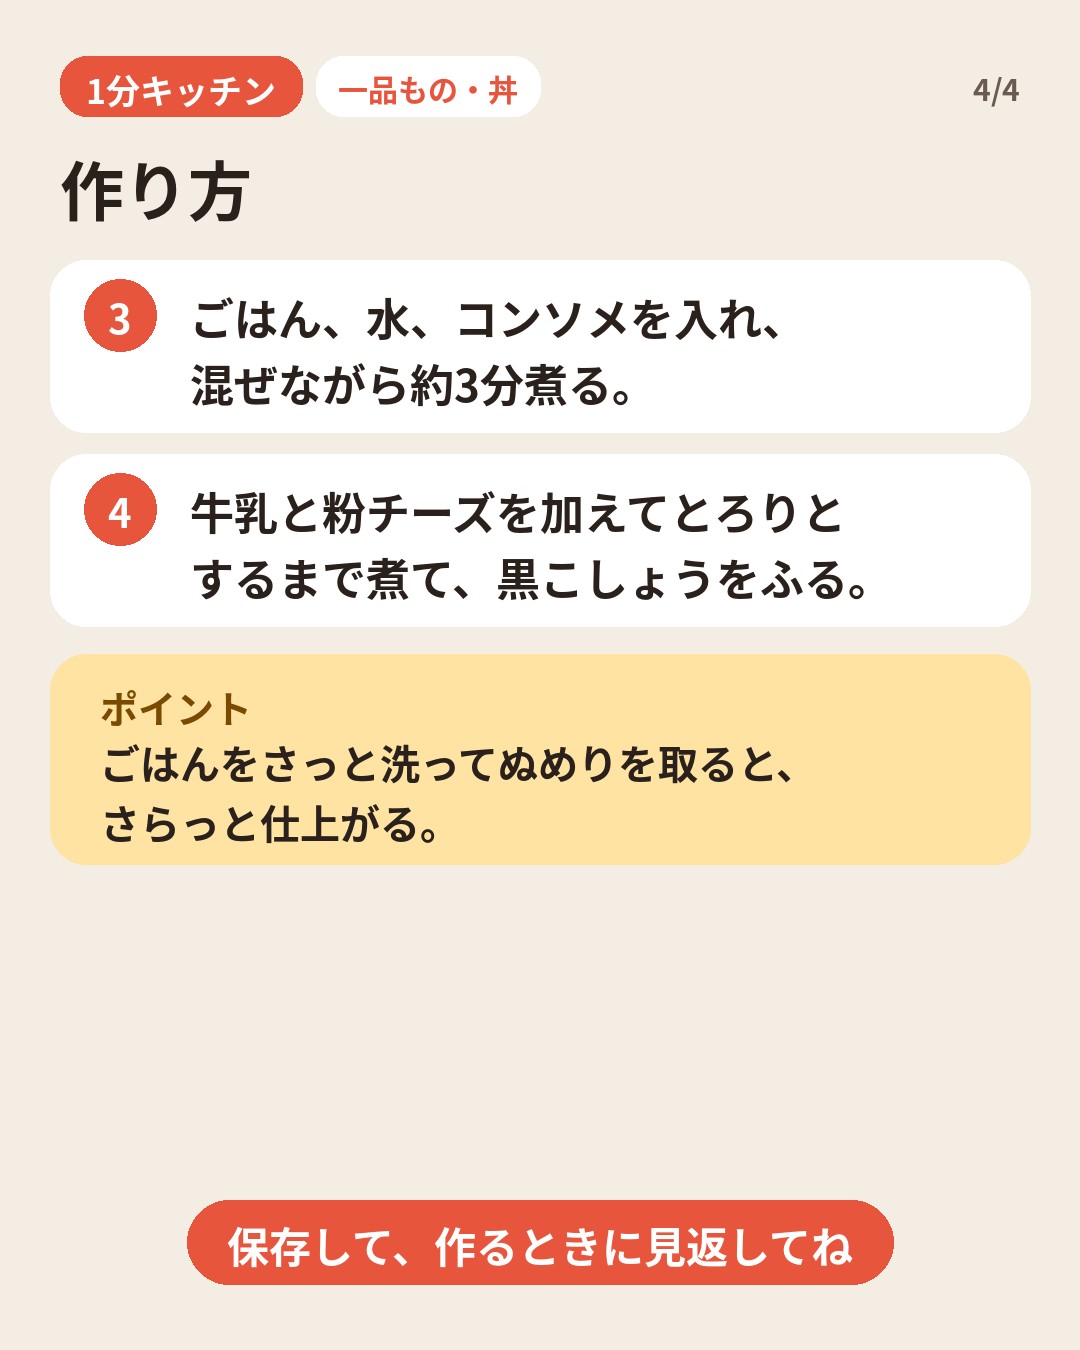 1分キッチン 一品もの・丼 4/4
作り方
3 ごはん、水、コンソメを入れ、
混ぜながら約3分煮る。
4 牛乳と粉チーズを加えてとろりと
するまで煮て、黒こしょうをふる。
ポイント
ごはんをさっと洗ってぬめりを取ると、
さらっと仕上がる。
保存して、作るときに見返してね